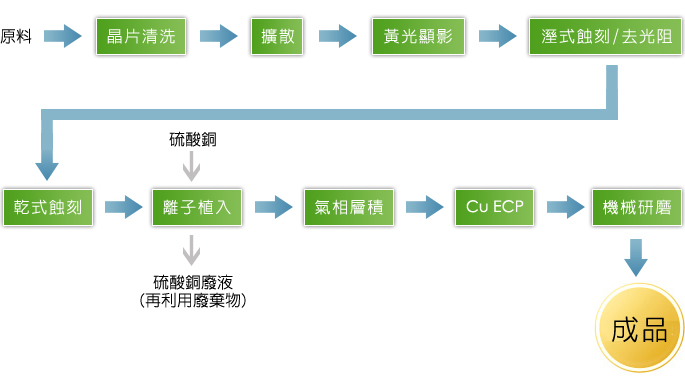 原料
晶片清洗
擴散
黃光顯影
溼式蝕刻/去光阻
硫酸銅
乾式蝕刻
離子植入
氣相層積
Cu ECP
機械研磨
硫酸銅廢液
(再利用廢棄物)
成品